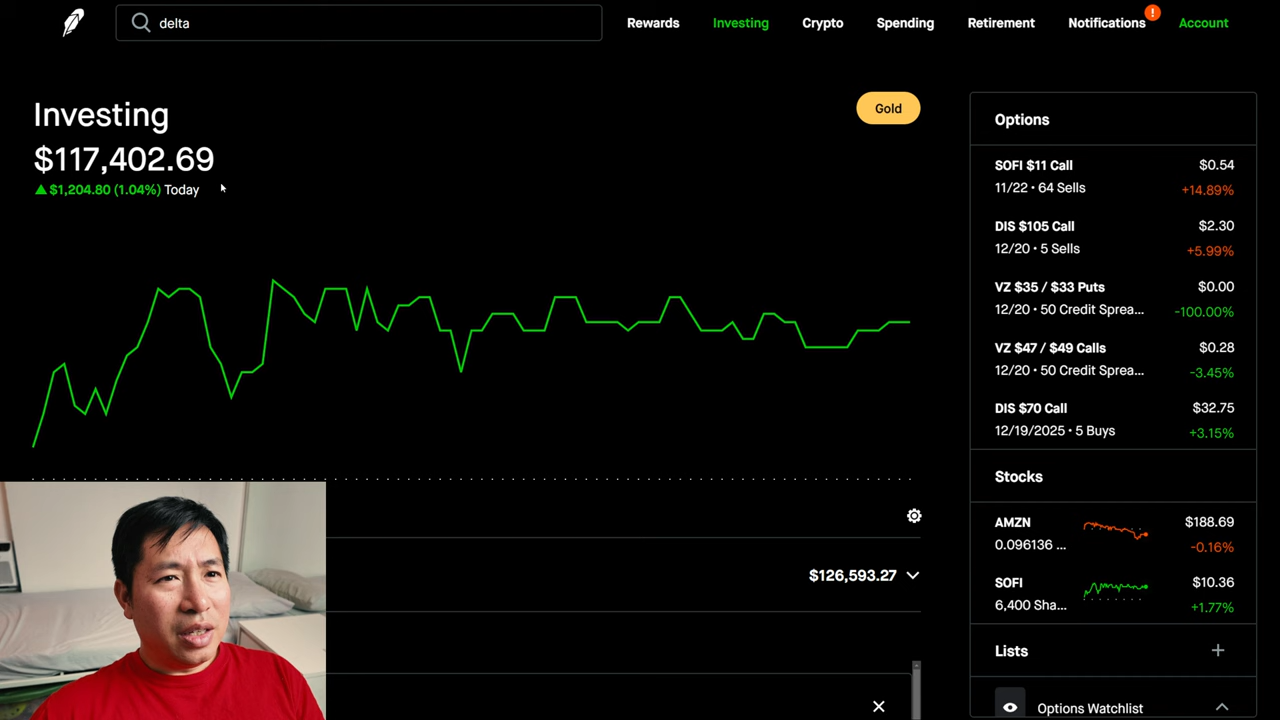 delta
Rewards
Investing
Crypto
Spending
Retirement
Notifications
!
Account
Investing
$117,402.69
$1,204.80 (1.04%) Today
Gold
$126,593.27
Options
SOFI $11 Call
$0.54
11/22 • 64 Sells
+14.89%
DIS $105 Call
$2.30
12/20 • 5 Sells
+5.99%
VZ $35 / $33 Puts
$0.00
12/20 • 50 Credit Sprea...
-100.00%
VZ $47 / $49 Calls
$0.28
12/20 • 50 Credit Sprea...
-3.45%
DIS $70 Call
$32.75
12/19/2025 • 5 Buys
+3.15%
Stocks
AMZN
$188.69
0.096136 ...
-0.16%
SOFI
$10.36
6,400 Sha...
+1.77%
Lists
Options Watchlist